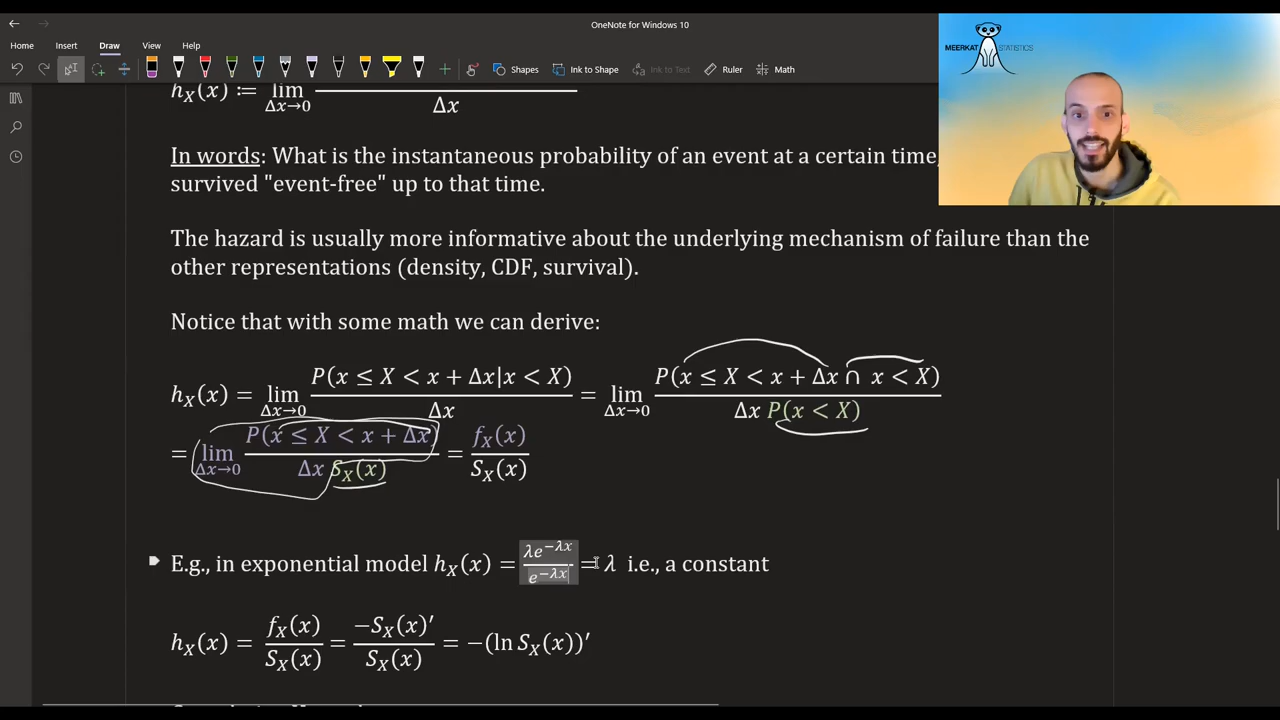 OneNote for Windows 10
Home Insert Draw View Help
Shapes Ink to Shape Ink to Text Ruler Math
MEERKAT STATISTICS
h_X(x) ≔ lim_{Δx→0} ―――― / Δx
In words: What is the instantaneous probability of an event at a certain time,
survived "event-free" up to that time.
The hazard is usually more informative about the underlying mechanism of failure than the
other representations (density, CDF, survival).
Notice that with some math we can derive:
h_X(x) = lim_{Δx→0} P(x ≤ X < x + Δx|x < X) / Δx = lim_{Δx→0} P(x ≤ X < x + Δx ∩ x < X) / Δx P(x < X)
= lim_{Δx→0} P(x ≤ X < x + Δx) / Δx S_X(x) = f_X(x) / S_X(x)
E.g., in exponential model h_X(x) = λe^{−λx} / e^{−λx} = λ i.e., a constant
h_X(x) = f_X(x) / S_X(x) = −S_X(x)′ / S_X(x) = −(ln S_X(x))′